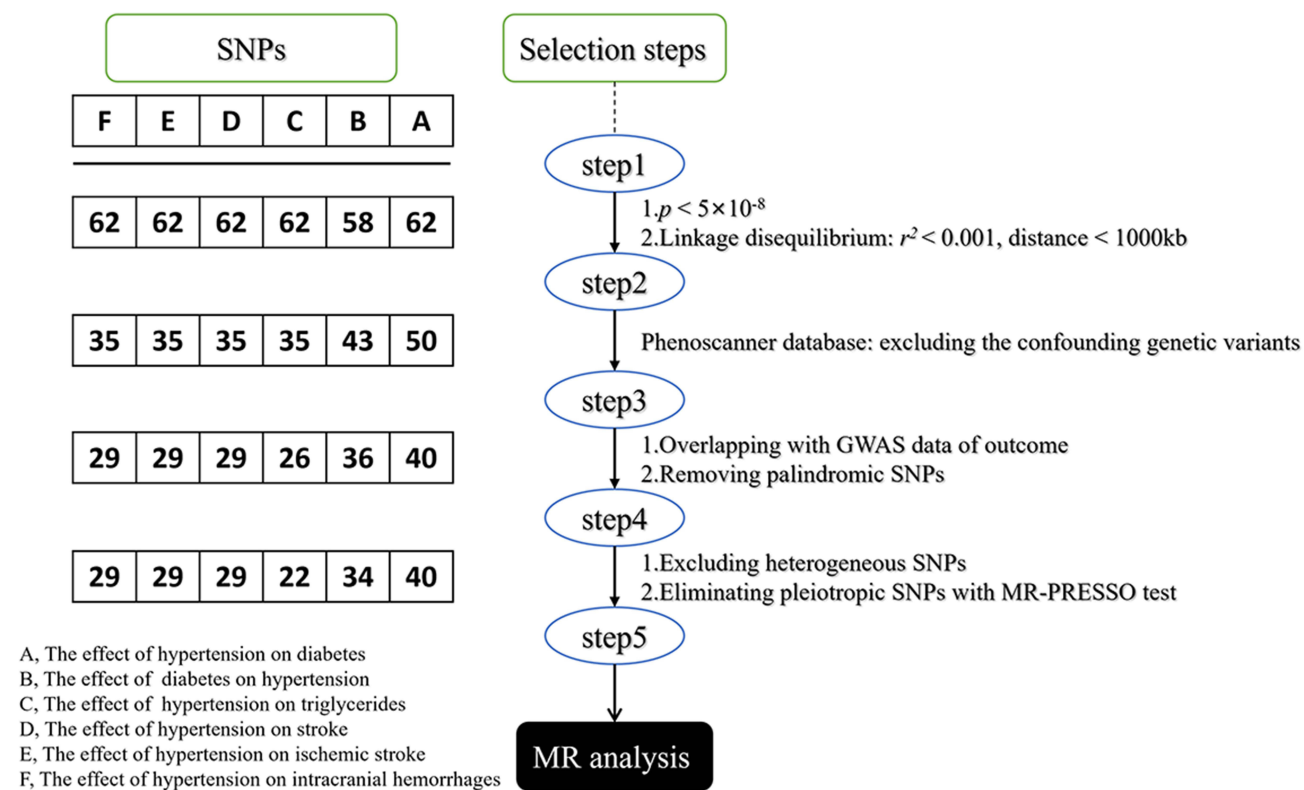 SNPs
Selection steps
F E D C B A
step1
62 62 62 62 58 62
1.p < 5×10⁻⁸
2.Linkage disequilibrium: r² < 0.001, distance < 1000kb
step2
35 35 35 35 43 50
Phenoscanner database: excluding the confounding genetic variants
step3
29 29 29 26 36 40
1.Overlapping with GWAS data of outcome
2.Removing palindromic SNPs
step4
29 29 29 22 34 40
1.Excluding heterogeneous SNPs
2.Eliminating pleiotropic SNPs with MR-PRESSO test
step5
A, The effect of hypertension on diabetes
B, The effect of diabetes on hypertension
C, The effect of hypertension on triglycerides
D, The effect of hypertension on stroke
E, The effect of hypertension on ischemic stroke
F, The effect of hypertension on intracranial hemorrhages
MR analysis